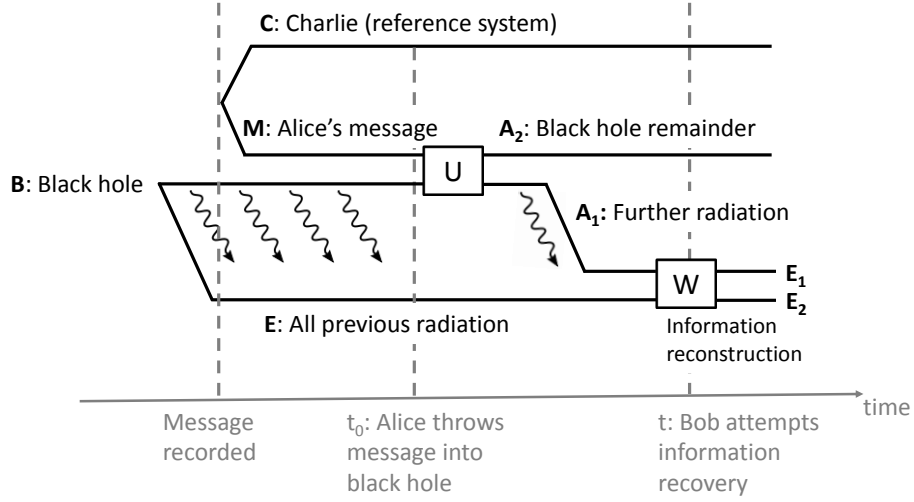 C: Charlie (reference system)
M: Alice's message
A2: Black hole remainder
U
B: Black hole
A1: Further radiation
W
E1
E2
E: All previous radiation
Information
reconstruction
time
Message
recorded
t0: Alice throws
message into
black hole
t: Bob attempts
information
recovery